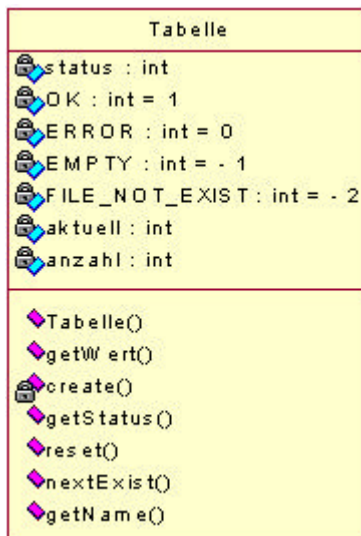 Tabelle
status : int
OK : int = 1
ERROR : int = 0
EMPTY : int = - 1
FILE_NOT_EXIST : int = - 2
aktuell : int
anzahl : int
Tabelle()
getWert()
create()
getStatus()
reset()
nextExist()
getName()